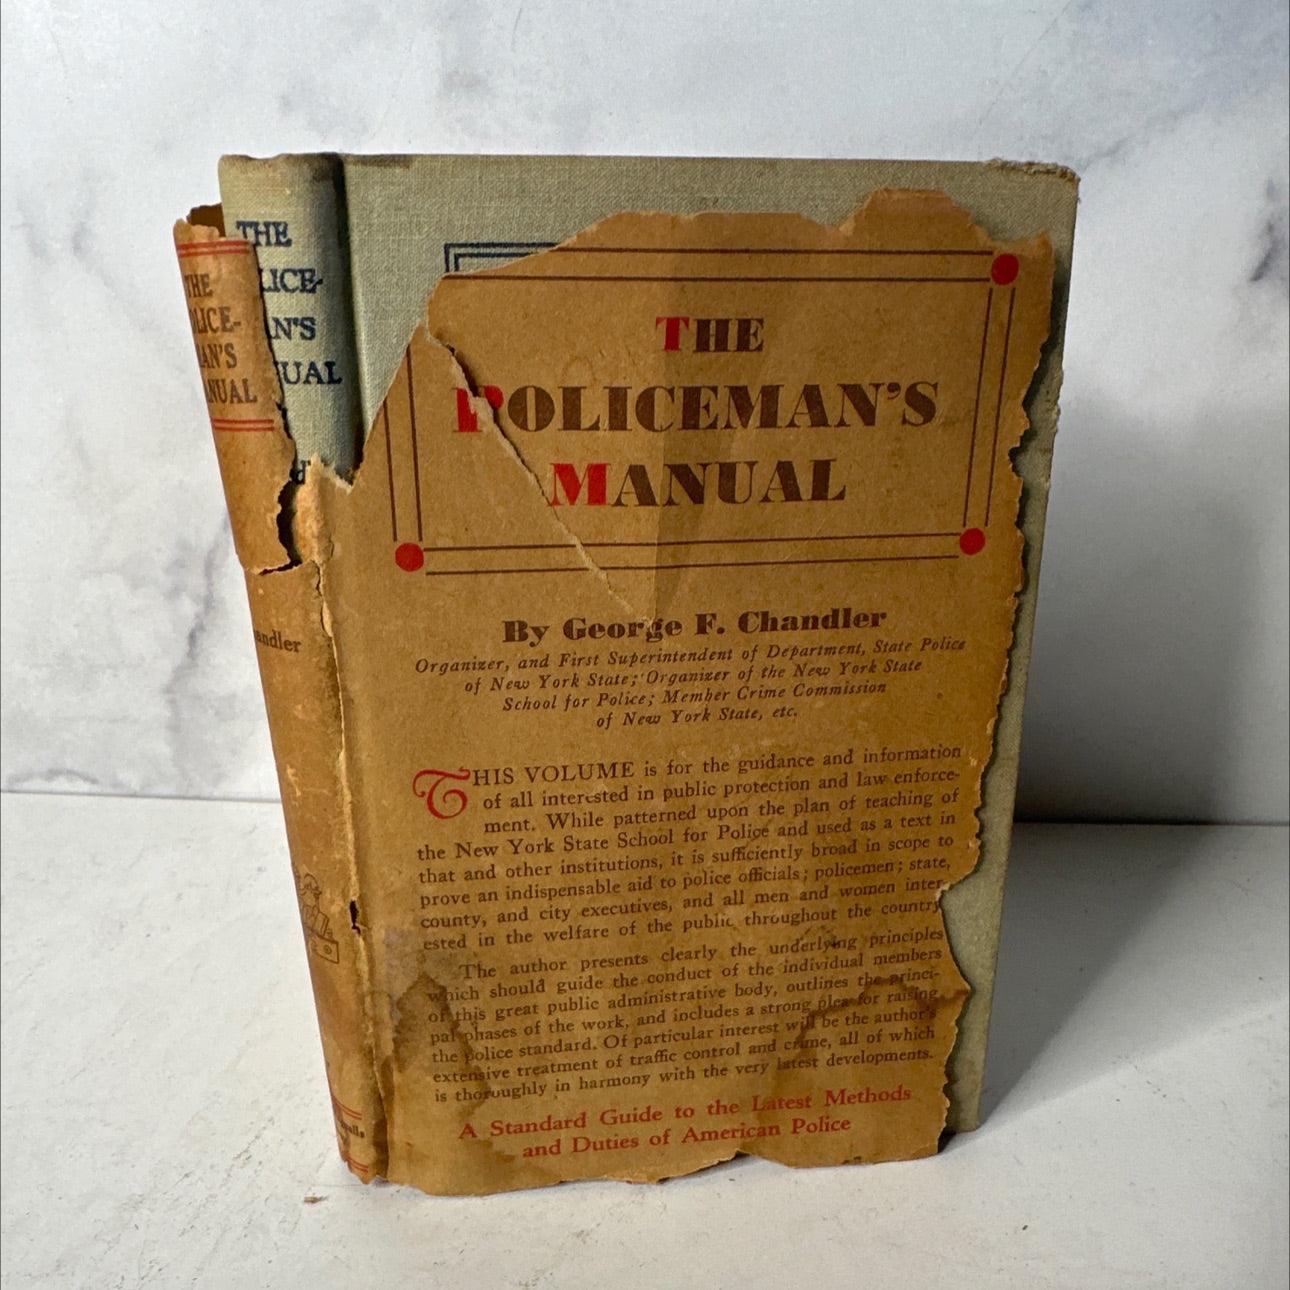 THE
LICE-
N'S
UAL
THE
LICE-
AN'S
NUAL
andler
THE
POLICEMAN'S
MANUAL
By George F. Chandler
Organizer, and First Superintendent of Department, State Police
of New York State; Organizer of the New York State
School for Police; Member Crime Commission
of New York State, etc.
THIS VOLUME is for the guidance and information
of all interested in public protection and law enforce-
ment. While patterned upon the plan of teaching of
the New York State School for Police and used as a text in
that and other institutions, it is sufficiently broad in scope to
prove an indispensable aid to police officials; policemen; state,
county, and city executives, and all men and women inter
ested in the welfare of the public throughout the country
The author presents clearly the underlying principles
which should guide the conduct of the individual members
of this great public administrative body, outlines the princi-
pal phases of the work, and includes a strong plea for raising
the police standard. Of particular interest will be the author's
extensive treatment of traffic control and crime, all of which
is thoroughly in harmony with the very latest developments.
A Standard Guide to the Latest Methods
and Duties of American Police